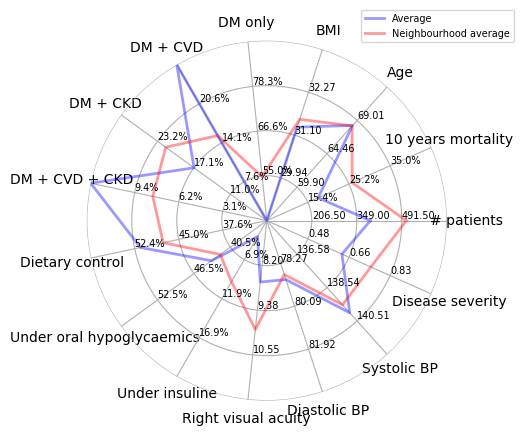 Average
Neighbourhood average
DM only
BMI
DM + CVD
Age
DM + CKD
10 years mortality
DM + CVD + CKD
# patients
Dietary control
Disease severity
Under oral hypoglycaemics
Systolic BP
Under insuline
Diastolic BP
Right visual acuity
78.3%
66.6%
55.0%
32.27
31.10
29.94
69.01
64.46
59.90
35.0%
25.2%
15.4%
491.50
349.00
206.50
0.83
0.66
0.48
140.51
138.54
136.58
81.92
80.09
78.27
10.55
9.38
8.20
16.9%
11.9%
6.9%
52.5%
46.5%
40.5%
52.4%
45.0%
37.6%
9.4%
6.2%
3.1%
23.2%
17.1%
11.0%
20.6%
14.1%
7.6%